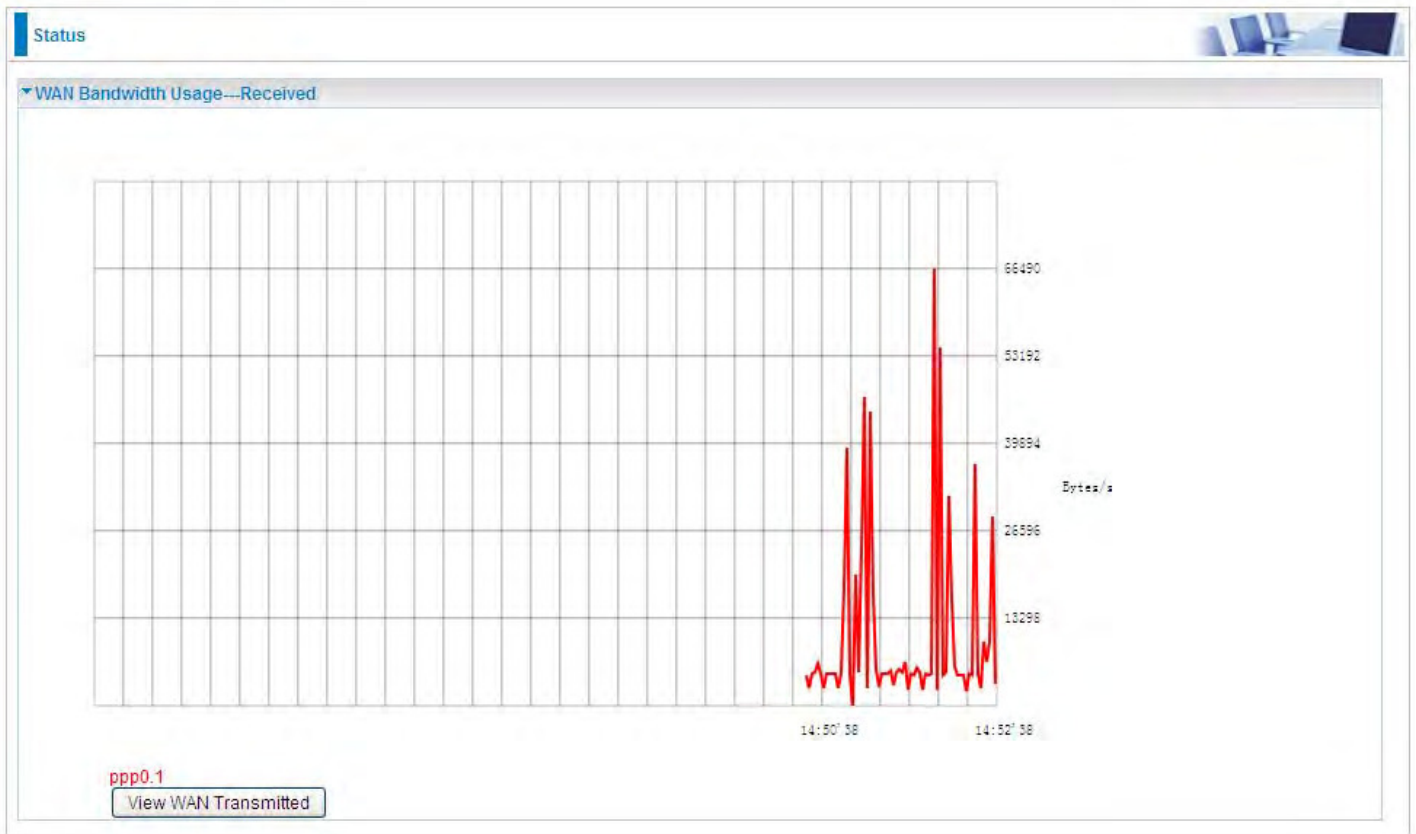 Status
WAN Bandwidth Usage---Received
66490
53192
39894
Bytes/s
26596
13298
14:50'38
14:52'38
ppp0.1
View WAN Transmitted